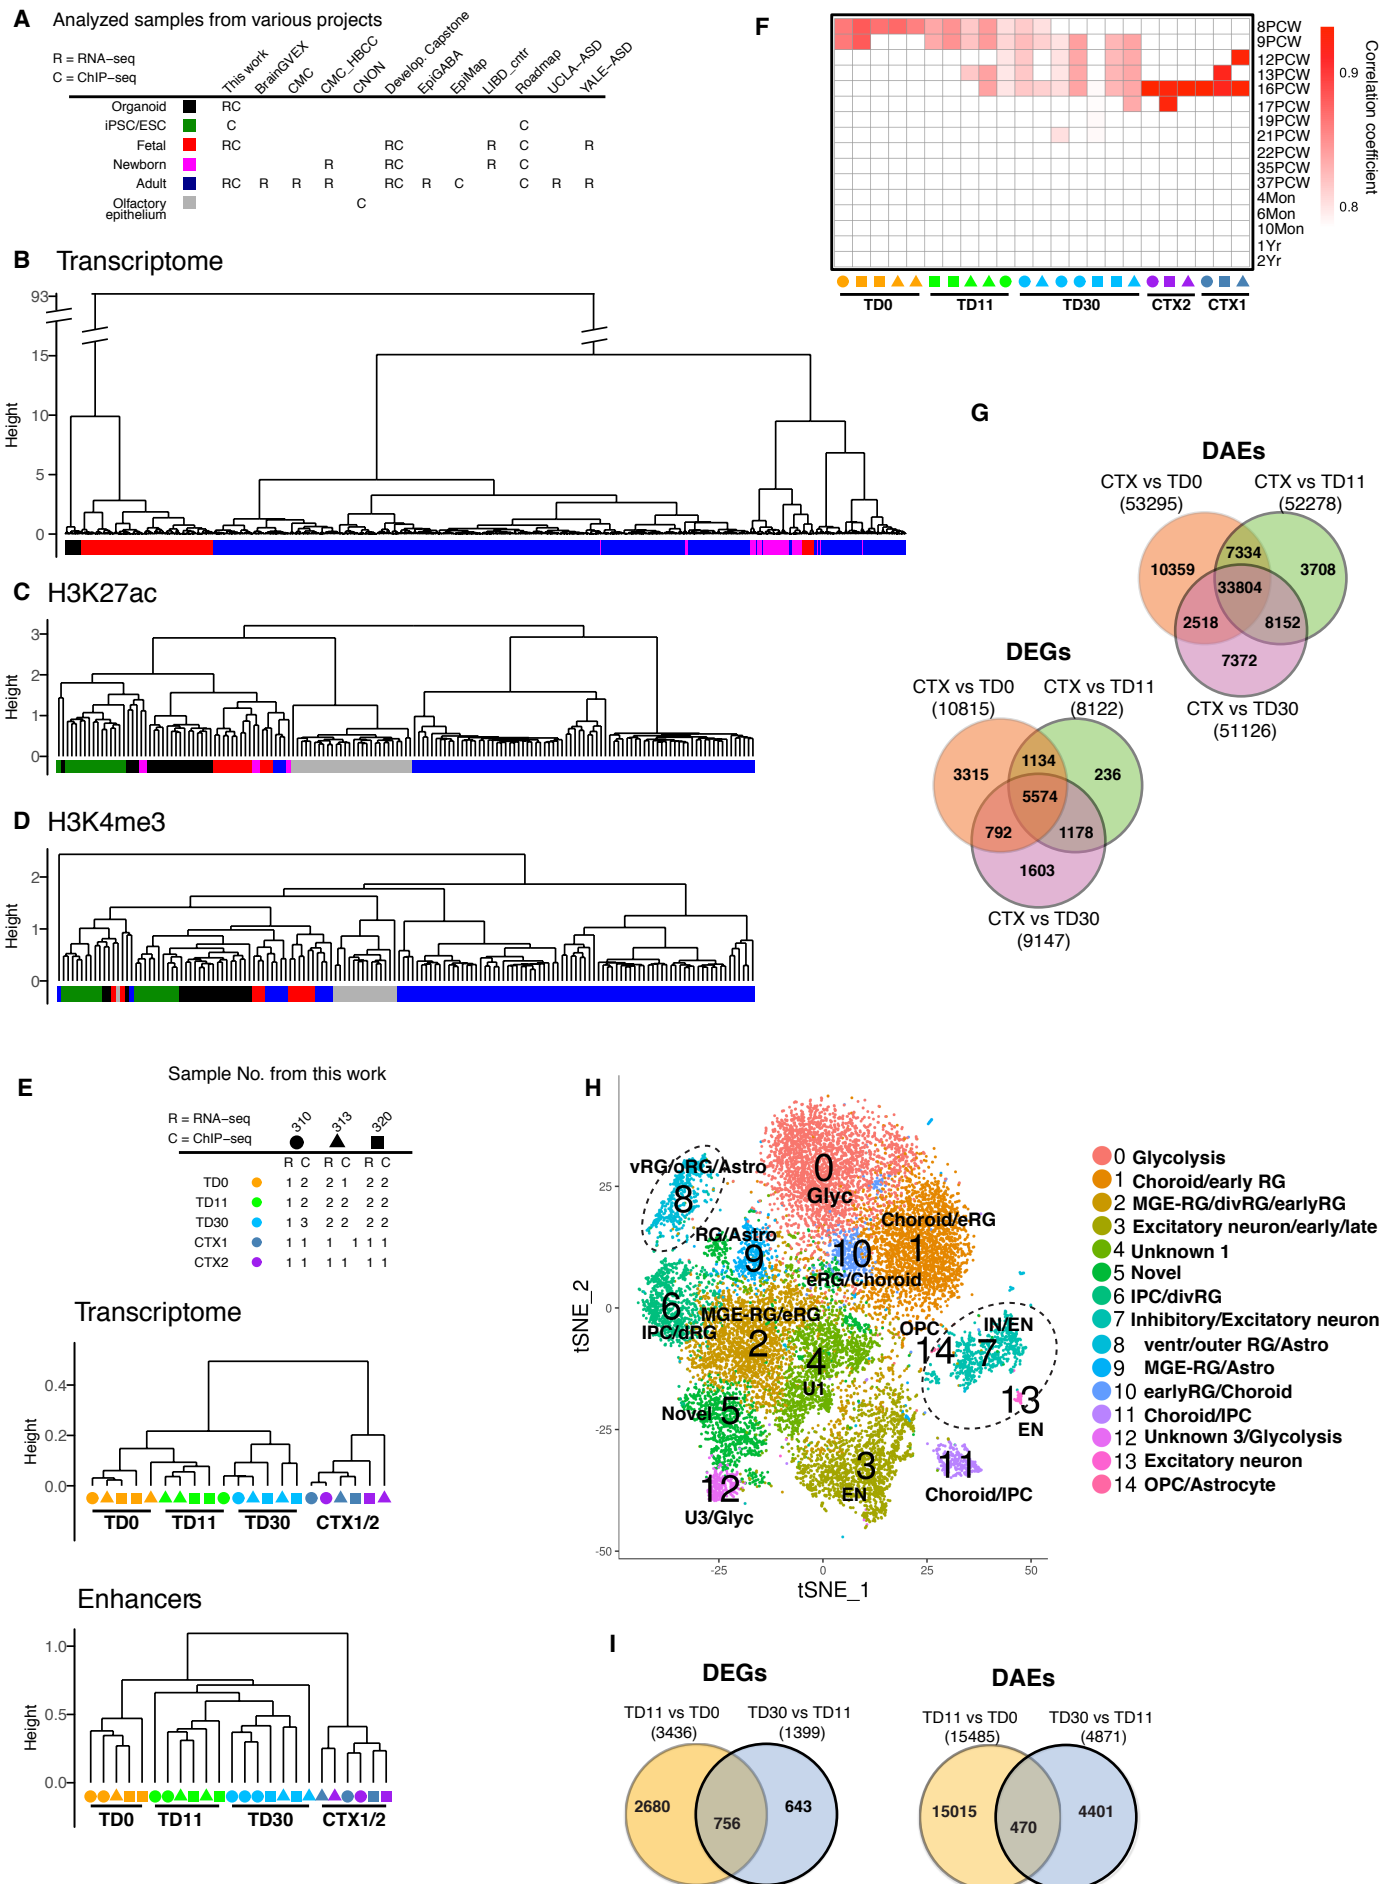 A Analyzed samples from various projects
R = RNA−seq
C = ChIP−seq
This work BrainGVEX CMC CMC_HBCC CNON Develop. Capstone EpiGABA EpiMap LIBD_cntr Roadmap UCLA−ASD YALE−ASD
Organoid RC
iPSC/ESC C C
Fetal RC RC R C R
Newborn R RC R C
Adult RC R R R RC R C C R R
Olfactory epithelium C
B Transcriptome
Height
93
15
10
5
0
C H3K27ac
Height
3
2
1
0
D H3K4me3
Height
2
1
0
E
Sample No. from this work
R = RNA−seq
C = ChIP−seq
310 313 320
R C R C R C
TD0 1 2 2 1 2 2
TD11 1 2 2 2 2 2
TD30 1 3 2 2 2 2
CTX1 1 1 1 1 1 1
CTX2 1 1 1 1 1 1
Transcriptome
Height
0.4
0.2
0.0
TD0 TD11 TD30 CTX1/2
Enhancers
Height
1.0
0.5
0.0
TD0 TD11 TD30 CTX1/2
F
8PCW
9PCW
12PCW
13PCW
16PCW
17PCW
19PCW
21PCW
22PCW
35PCW
37PCW
4Mon
6Mon
10Mon
1Yr
2Yr
TD0 TD11 TD30 CTX2 CTX1
0.9
0.8
Correlation coefficient
G
DAEs
CTX vs TD0 CTX vs TD11
(53295) (52278)
7334
10359 3708
33804
2518 8152
7372
CTX vs TD30
(51126)
DEGs
CTX vs TD0 CTX vs TD11
(10815) (8122)
1134
3315 236
5574
792 1178
1603
CTX vs TD30
(9147)
H
tSNE_2
25
0
-25
-50
-25 0 25 50
tSNE_1
vRG/oRG/Astro
8
0
Glyc
Choroid/eRG
1
RG/Astro
9
10
eRG/Choroid
6
IPC/dRG
MGE-RG/eRG
2
4
U1
OPC
14
IN/EN
7
13
EN
Novel
5
3
EN
11
Choroid/IPC
12
U3/Glyc
0 Glycolysis
1 Choroid/early RG
2 MGE-RG/divRG/earlyRG
3 Excitatory neuron/early/late
4 Unknown 1
5 Novel
6 IPC/divRG
7 Inhibitory/Excitatory neuron
8 ventr/outer RG/Astro
9 MGE-RG/Astro
10 earlyRG/Choroid
11 Choroid/IPC
12 Unknown 3/Glycolysis
13 Excitatory neuron
14 OPC/Astrocyte
I
DEGs
TD11 vs TD0 TD30 vs TD11
(3436) (1399)
2680 756 643
DAEs
TD11 vs TD0 TD30 vs TD11
(15485) (4871)
15015 470 4401